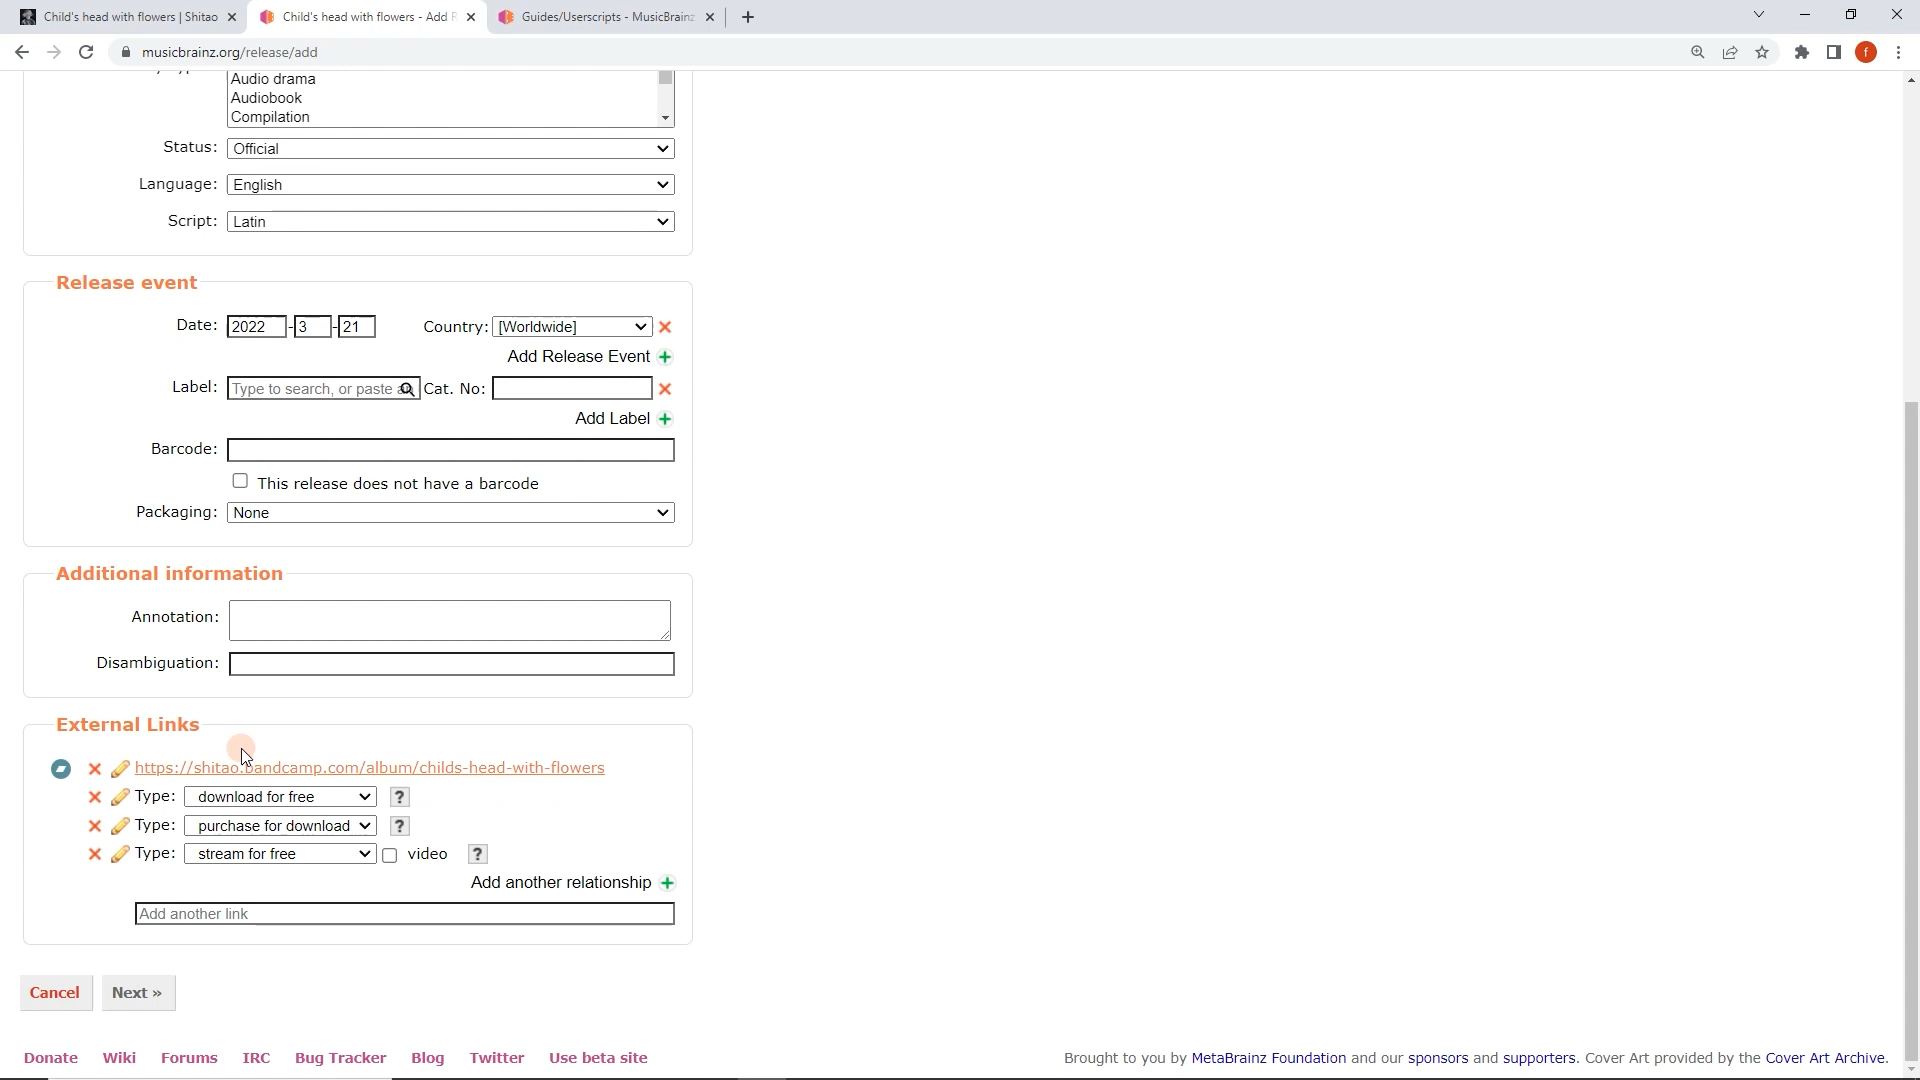 Child's head with flowers | Shitao
Child's head with flowers - Add R
Guides/Userscripts - MusicBrainz
musicbrainz.org/release/add
f
Audio drama
Audiobook
Compilation
Status: Official
Language: English
Script: Latin
Release event
Date: 2022 - 3 - 21 Country: [Worldwide]
Add Release Event
Label: Type to search, or paste an Cat. No:
Add Label
Barcode:
This release does not have a barcode
Packaging: None
Additional information
Annotation:
Disambiguation:
External Links
https://shitao.bandcamp.com/album/childs-head-with-flowers
Type: download for free ?
Type: purchase for download ?
Type: stream for free video ?
Add another relationship
Add another link
Cancel Next »
Donate Wiki Forums IRC Bug Tracker Blog Twitter Use beta site
Brought to you by MetaBrainz Foundation and our sponsors and supporters. Cover Art provided by the Cover Art Archive.